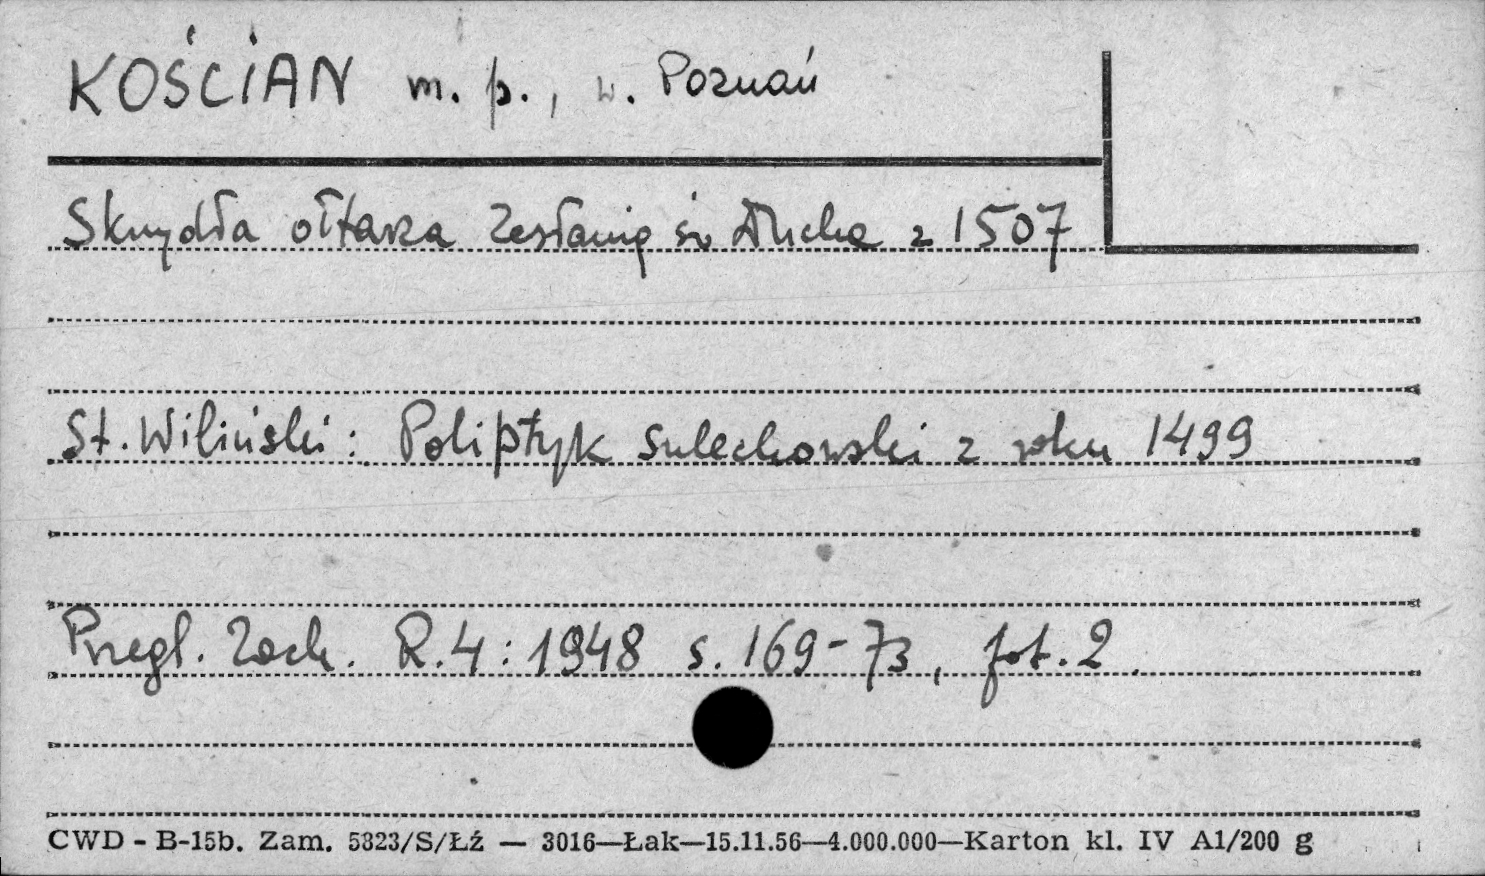 KOŚCIAN m. p., w. Poznań
Skrzydła ołtarza Zesłanie św Ducha z 1507
St. Wiliński: Poliptyk sulechowski z roku 1499
Przegl. Zach. R.4: 1948 s. 169-73, fot. 2.
CWD - B-15b. Zam. 5323/S/Łź — 3016—Łak—15.11.56—4.000.000—Karton kl. IV A1/200 g